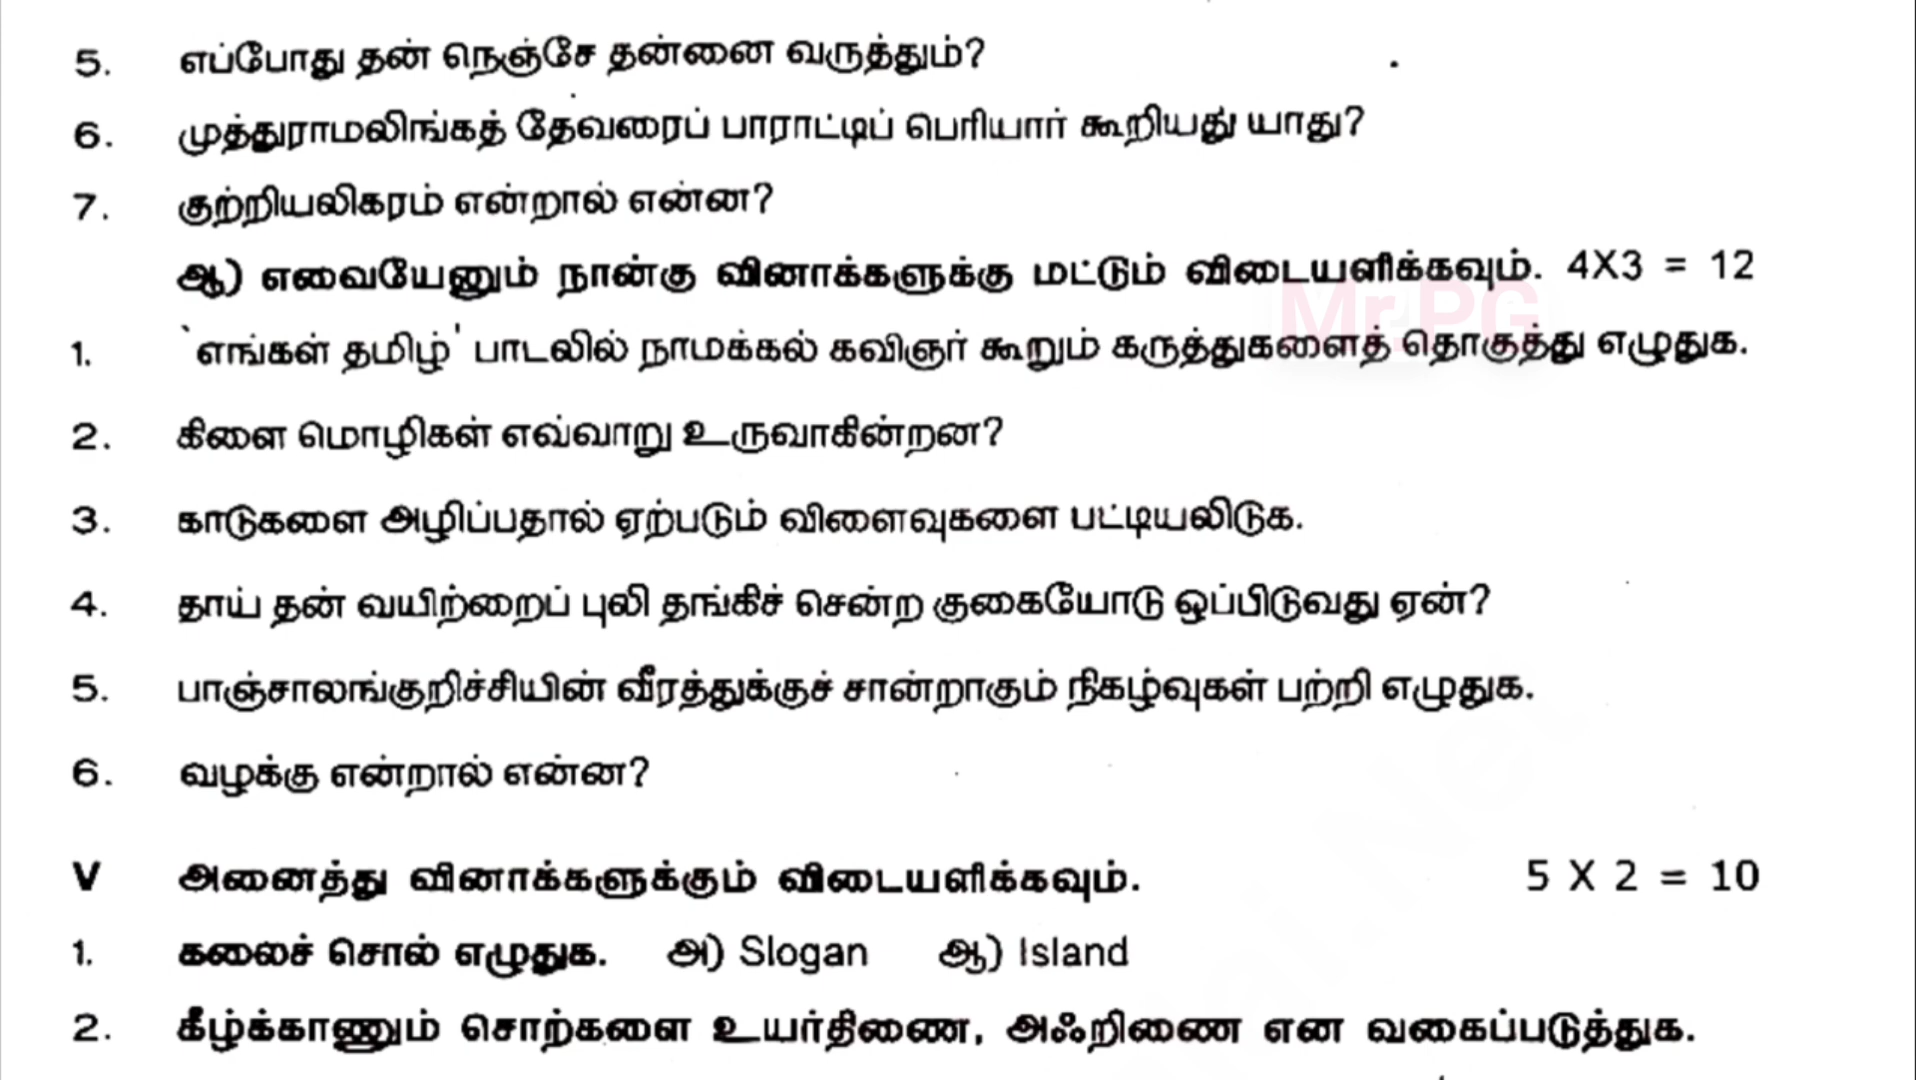 5. எப்போது தன் நெஞ்சே தன்னை வருத்தும்?
6. முத்துராமலிங்கத் தேவரைப் பாராட்டிப் பெரியார் கூறியது யாது?
7. குற்றியலிகரம் என்றால் என்ன?
ஆ) எவையேனும் நான்கு வினாக்களுக்கு மட்டும் விடையளிக்கவும். 4X3 = 12
Mr.PG
1. `எங்கள் தமிழ்' பாடலில் நாமக்கல் கவிஞர் கூறும் கருத்துகளைத் தொகுத்து எழுதுக.
2. கிளை மொழிகள் எவ்வாறு உருவாகின்றன?
3. காடுகளை அழிப்பதால் ஏற்படும் விளைவுகளை பட்டியலிடுக.
4. தாய் தன் வயிற்றைப் புலி தங்கிச் சென்ற குகையோடு ஒப்பிடுவது ஏன்?
5. பாஞ்சாலங்குறிச்சியின் வீரத்துக்குச் சான்றாகும் நிகழ்வுகள் பற்றி எழுதுக.
6. வழக்கு என்றால் என்ன?
V அனைத்து வினாக்களுக்கும் விடையளிக்கவும். 5 X 2 = 10
1. கலைச் சொல் எழுதுக. அ) Slogan ஆ) Island
2. கீழ்க்காணும் சொற்களை உயர்திணை, அஃறிணை என வகைப்படுத்துக.